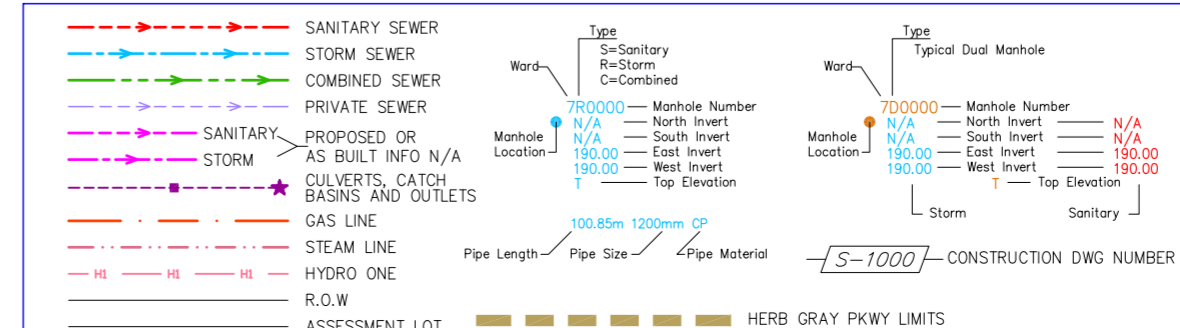 SANITARY SEWER
STORM SEWER
COMBINED SEWER
PRIVATE SEWER
SANITARY
STORM
PROPOSED OR
AS BUILT INFO N/A
CULVERTS, CATCH
BASINS AND OUTLETS
GAS LINE
STEAM LINE
H1 H1 H1 HYDRO ONE
R.O.W
ASSESSMENT LOT
Type
S=Sanitary
R=Storm
C=Combined
Ward
7R0000 Manhole Number
N/A North Invert
N/A South Invert
190.00 East Invert
190.00 West Invert
T Top Elevation
Manhole
Location
100.85m 1200mm CP
Pipe Length Pipe Size Pipe Material
Type
Typical Dual Manhole
Ward
7D0000 Manhole Number
N/A North Invert N/A
N/A South Invert N/A
190.00 East Invert 190.00
190.00 West Invert 190.00
T Top Elevation
Manhole
Location
Storm Sanitary
S-1000 CONSTRUCTION DWG NUMBER
HERB GRAY PKWY LIMITS